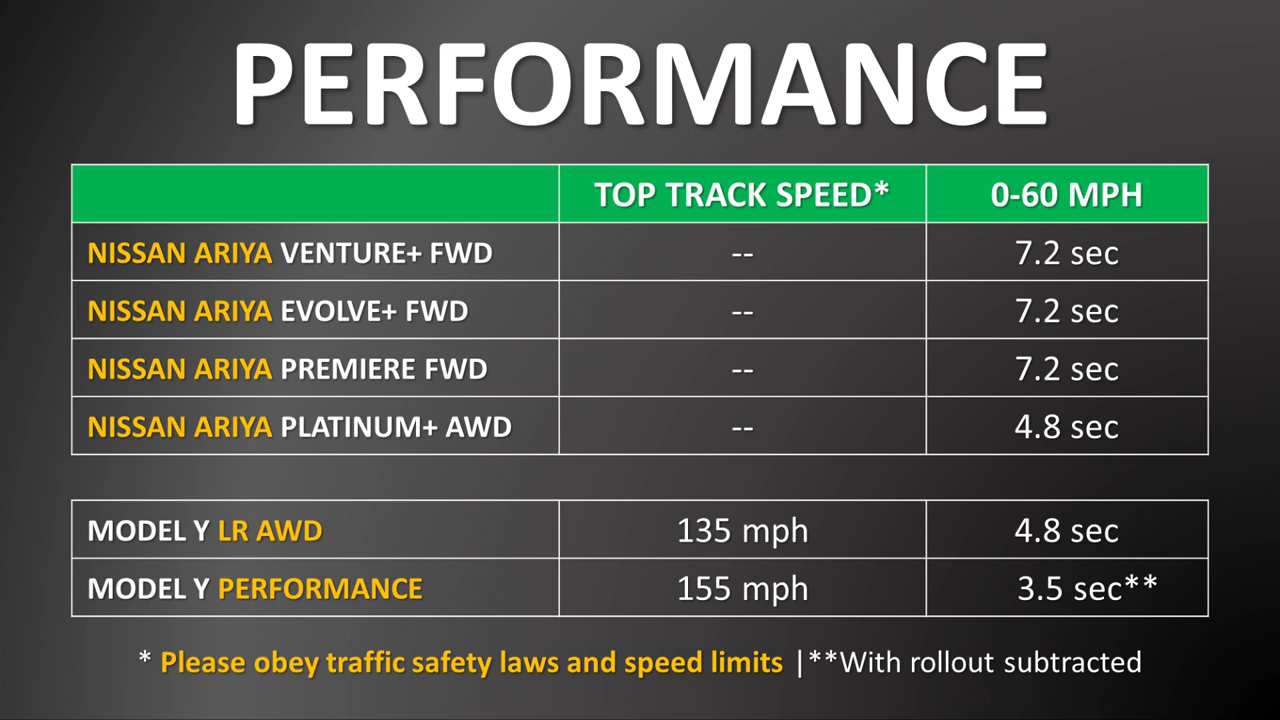 PERFORMANCE
TOP TRACK SPEED* 0-60 MPH
NISSAN ARIYA VENTURE+ FWD -- 7.2 sec
NISSAN ARIYA EVOLVE+ FWD -- 7.2 sec
NISSAN ARIYA PREMIERE FWD -- 7.2 sec
NISSAN ARIYA PLATINUM+ AWD -- 4.8 sec
MODEL Y LR AWD 135 mph 4.8 sec
MODEL Y PERFORMANCE 155 mph 3.5 sec**
* Please obey traffic safety laws and speed limits |**With rollout subtracted